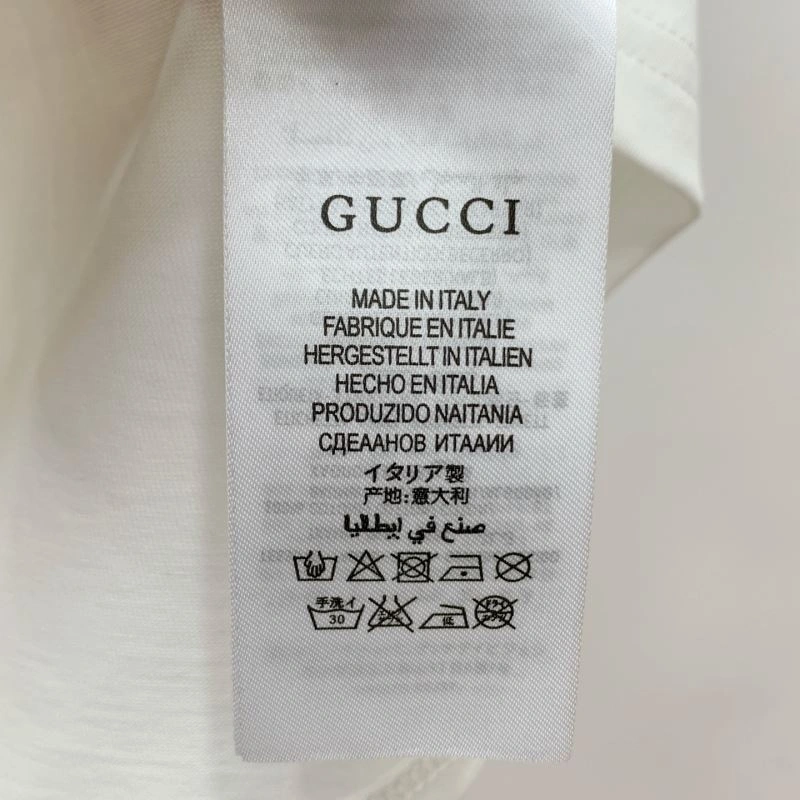 GUCCI
MADE IN ITALY
FABRIQUE EN ITALIE
HERGESTELLT IN ITALIEN
HECHO EN ITALIA
PRODUZIDO NAITANIA
СДЕААНОВ ИТААИИ
イタリア製
产地:意大利
صنع في ايطاليا
手洗イ
30
低